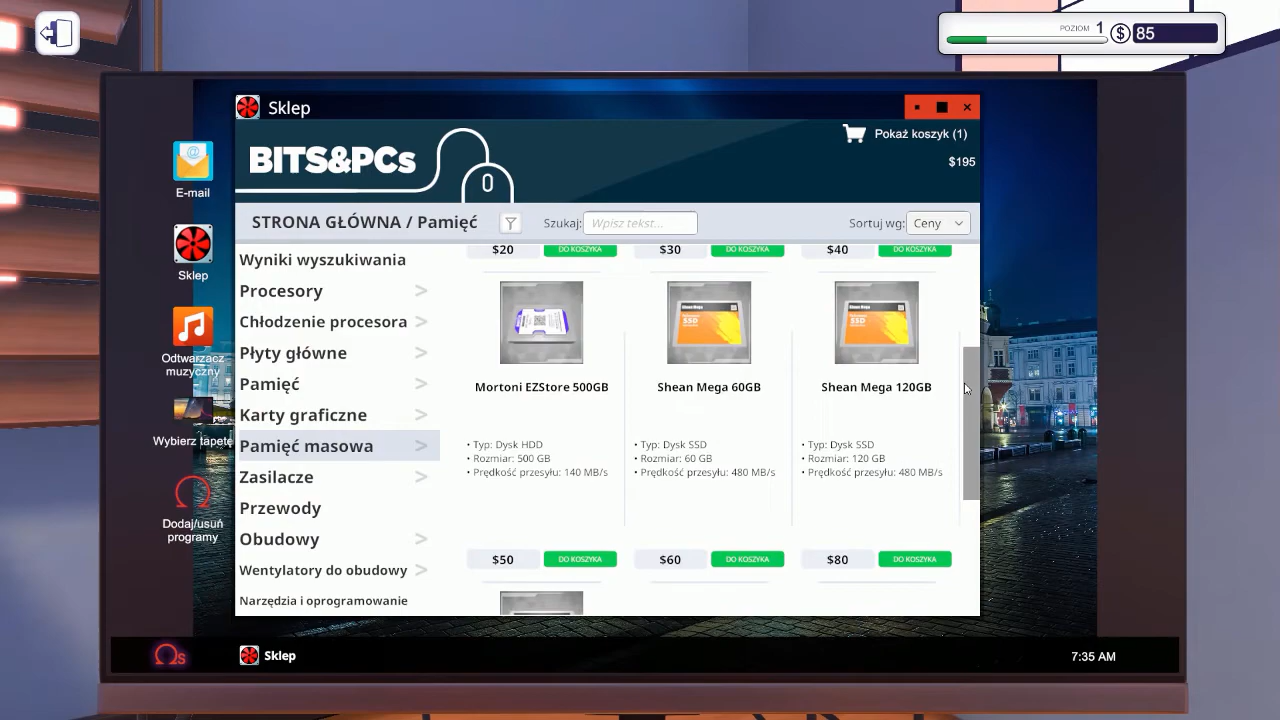 POZIOM 1
$ 85
Sklep
BITS&PCs
Pokaż koszyk (1)
$195
STRONA GŁÓWNA / Pamięć
Szukaj: Wpisz tekst...
Sortuj wg: Ceny
E-mail
Sklep
Odtwarzacz
muzyczny
Wybierz tapetę
Dodaj/usuń
programy
Wyniki wyszukiwania
Procesory >
Chłodzenie procesora >
Płyty główne >
Pamięć >
Karty graficzne >
Pamięć masowa >
Zasilacze >
Przewody
Obudowy >
Wentylatory do obudowy >
Narzędzia i oprogramowanie
$20 DO KOSZYKA
$30 DO KOSZYKA
$40 DO KOSZYKA
Mortoni EZStore 500GB
• Typ: Dysk HDD
• Rozmiar: 500 GB
• Prędkość przesyłu: 140 MB/s
$50 DO KOSZYKA
Shean Mega 60GB
• Typ: Dysk SSD
• Rozmiar: 60 GB
• Prędkość przesyłu: 480 MB/s
$60 DO KOSZYKA
Shean Mega 120GB
• Typ: Dysk SSD
• Rozmiar: 120 GB
• Prędkość przesyłu: 480 MB/s
$80 DO KOSZYKA
Ωs
Sklep
7:35 AM